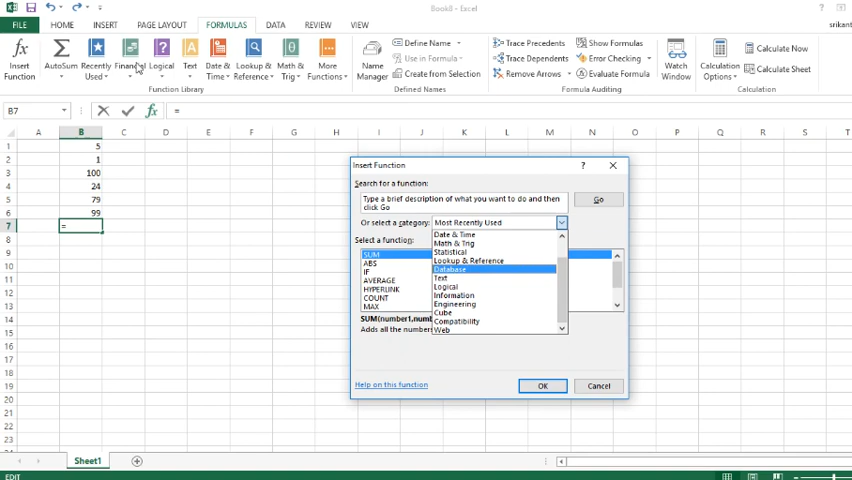 Book8 - Excel
FILE HOME INSERT PAGE LAYOUT FORMULAS DATA REVIEW VIEW srikant
Insert Function
AutoSum
Recently Used
Financial
Logical
Text
Date & Time
Lookup & Reference
Math & Trig
More Functions
Function Library
Name Manager
Define Name
Use in Formula
Create from Selection
Defined Names
Trace Precedents
Trace Dependents
Remove Arrows
Show Formulas
Error Checking
Evaluate Formula
Formula Auditing
Watch Window
Calculation Options
Calculate Now
Calculate Sheet
Calculation
B7 fx =
A B C D E F G H I J K L M N O P Q R S T
1 5
2 1
3 100
4 24
5 79
6 99
7 =
8
9
10
11
12
13
14
15
16
17
18
19
20
21
22
23
Insert Function ?
Search for a function:
Type a brief description of what you want to do and then
click Go
Go
Or select a category: Most Recently Used
Date & Time
Math & Trig
Statistical
Lookup & Reference
Database
Text
Logical
Information
Engineering
Cube
Compatibility
Web
Select a function:
SUM
ABS
IF
AVERAGE
HYPERLINK
COUNT
MAX
SUM(number1,num
Adds all the numbers
Help on this function
OK Cancel
Sheet1
EDIT